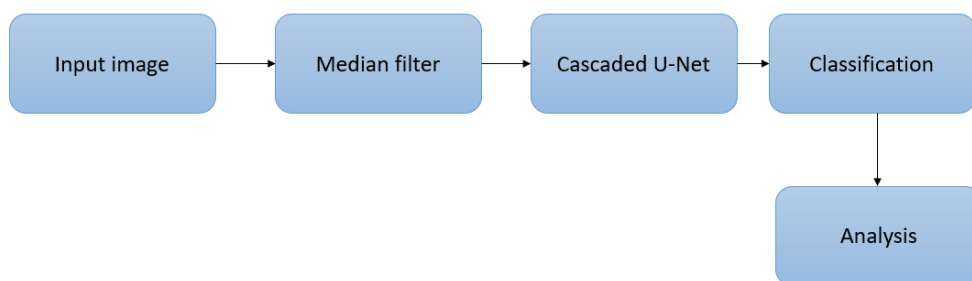 Input image
Median filter
Cascaded U-Net
Classification
Analysis